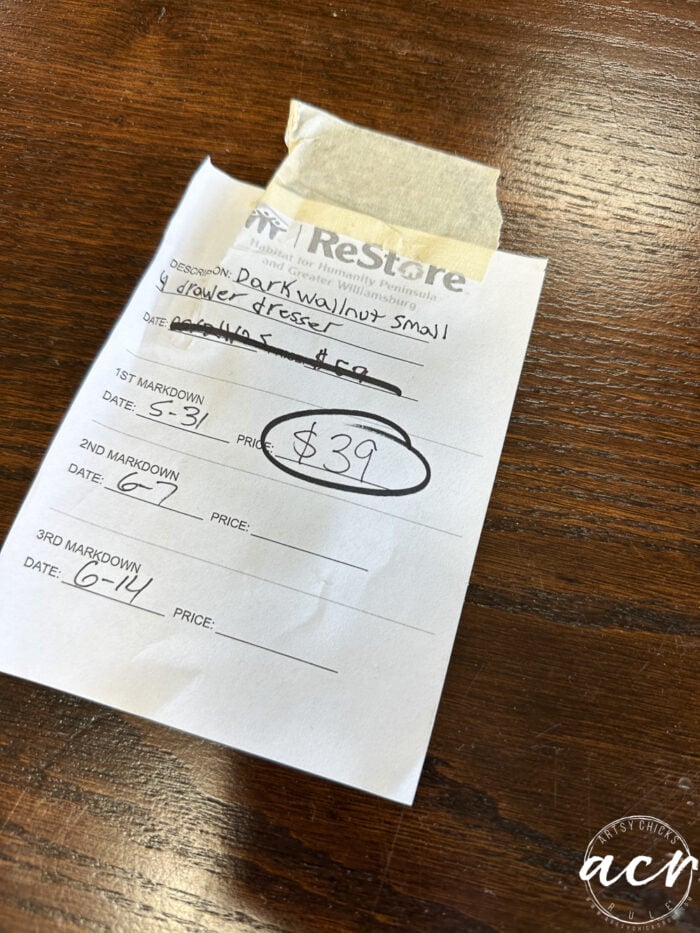 ReStore
Habitat for Humanity Peninsula
and Greater Williamsburg
DESCRIPTION: Dark wallnut small
4 drawer dresser
DATE: $59
1ST MARKDOWN
DATE: 5-31 PRICE: $39
2ND MARKDOWN
DATE: 6-7 PRICE:
3RD MARKDOWN
DATE: 6-14 PRICE:
ARTSY CHICKS
acr
RULE